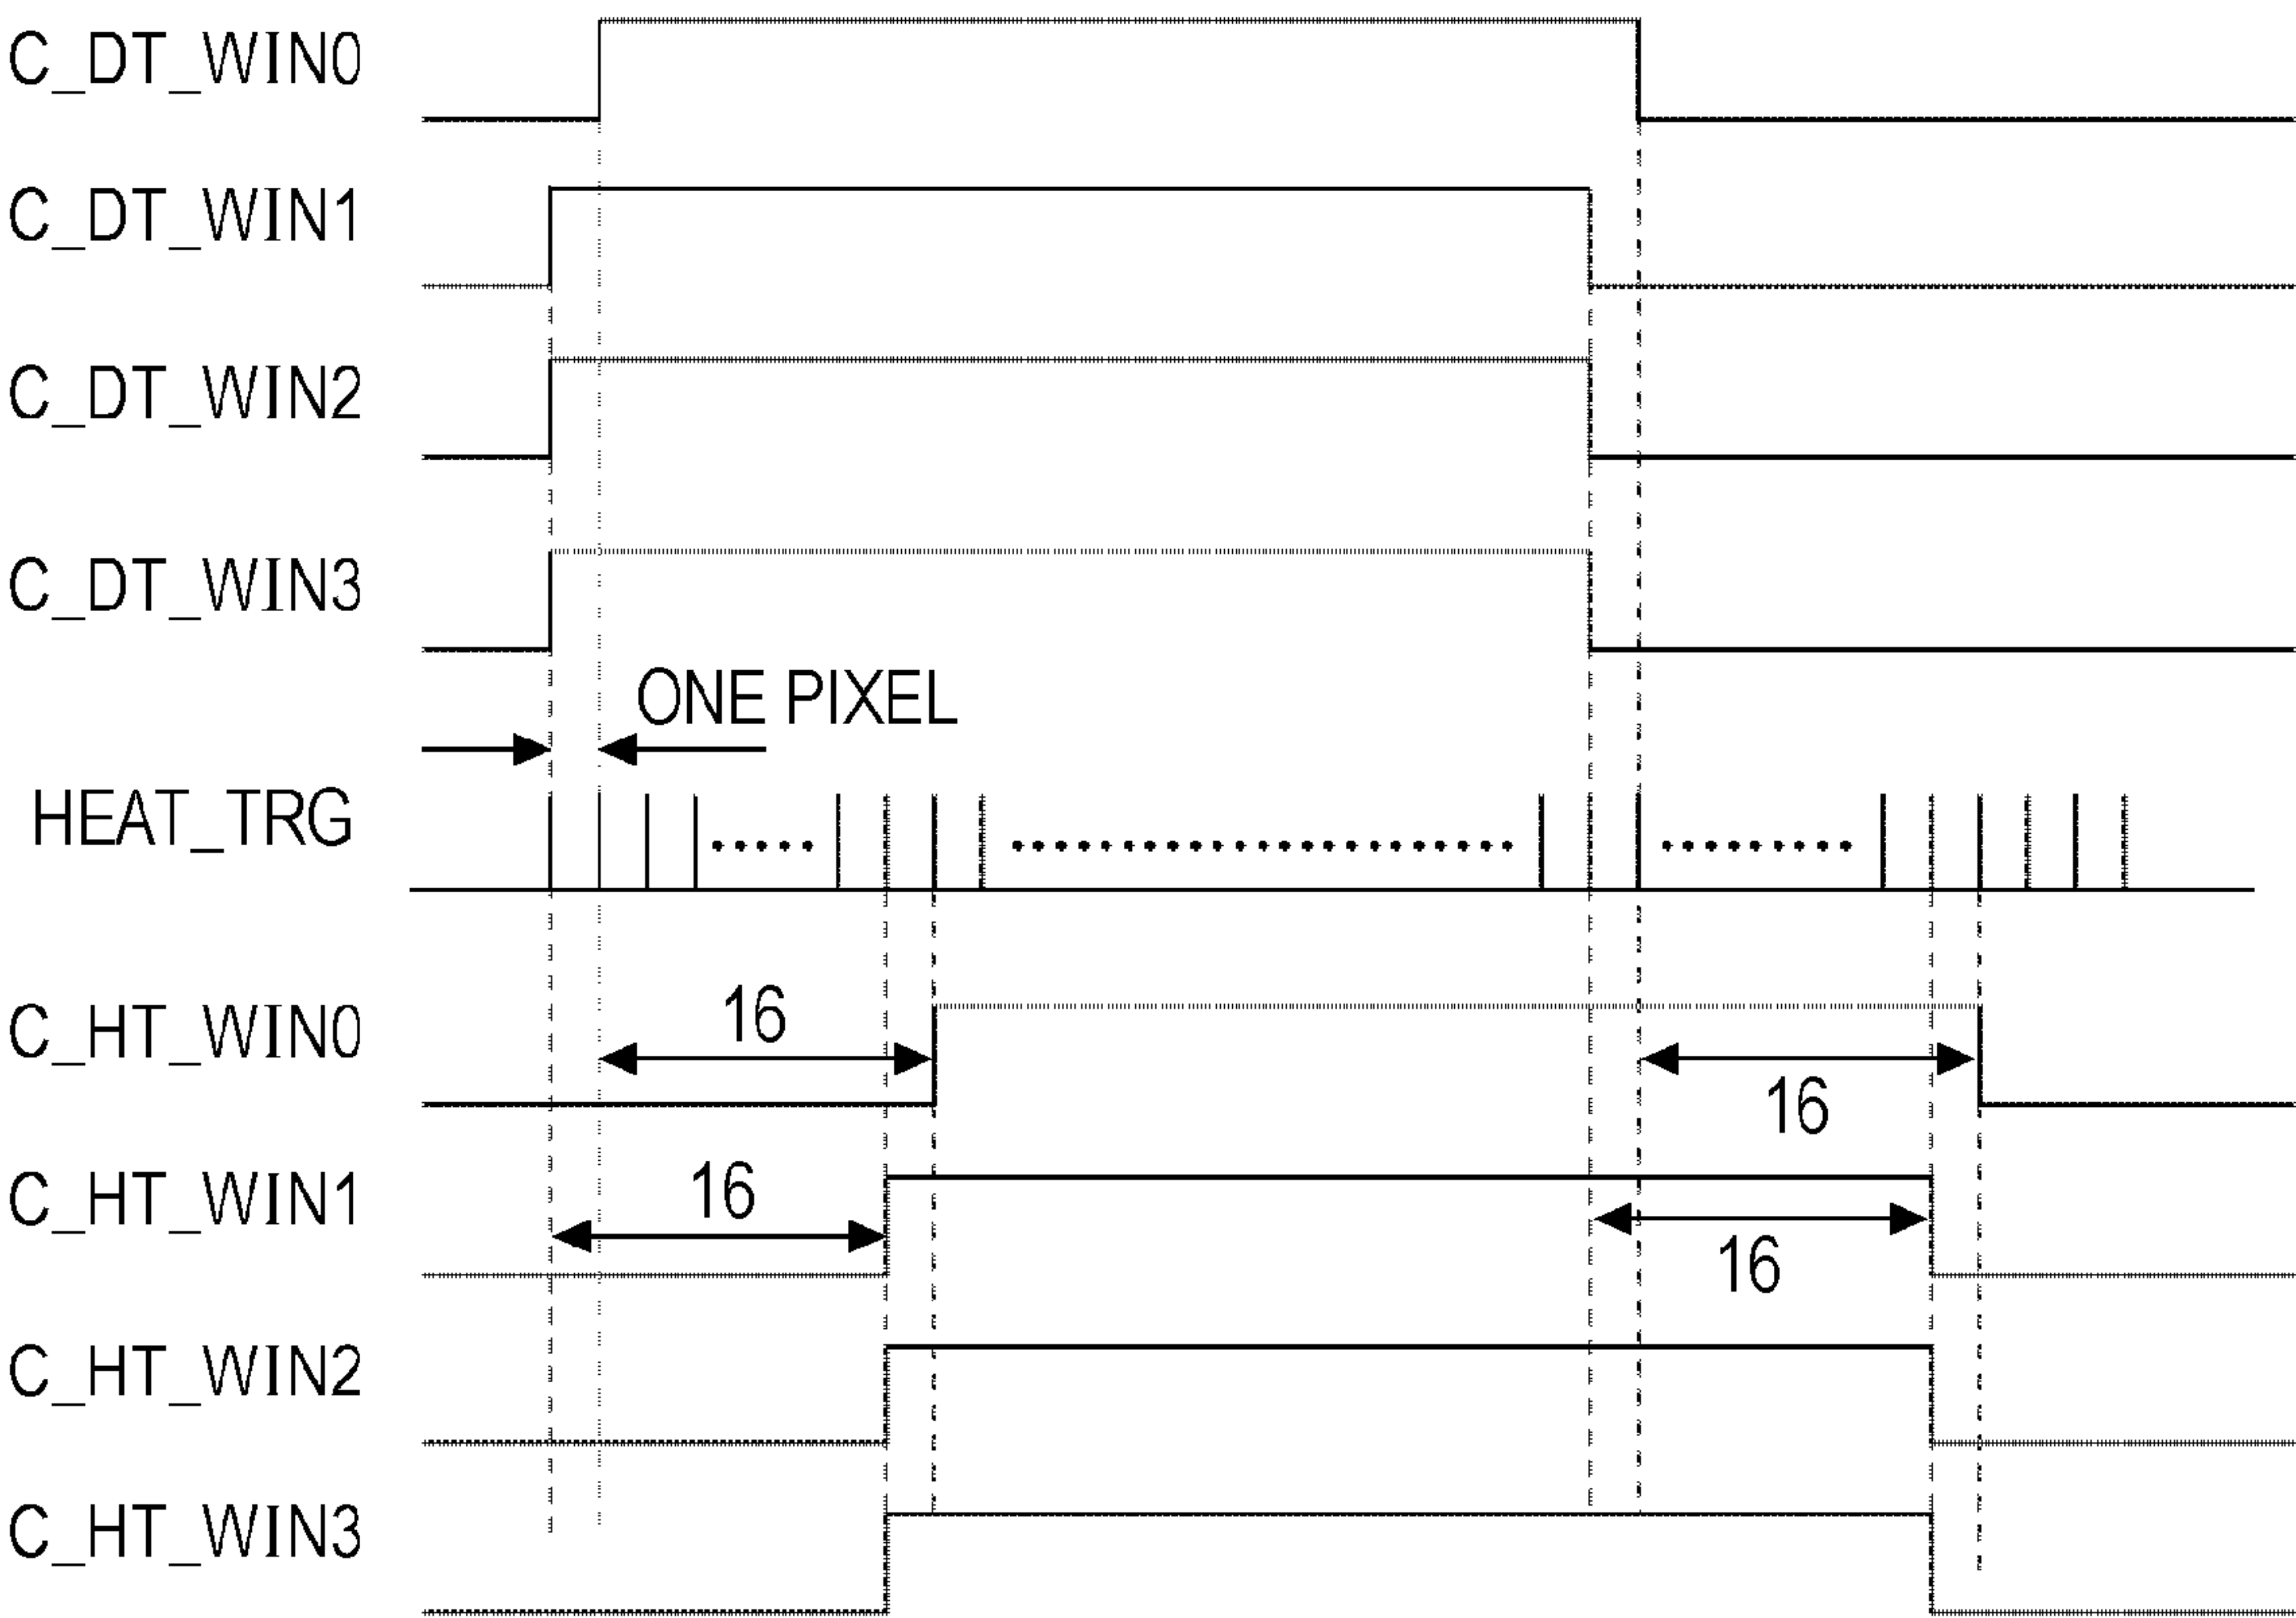 C_DT_WIN0
C_DT_WIN1
C_DT_WIN2
C_DT_WIN3
ONE PIXEL
HEAT_TRG
C_HT_WIN0
16
16
C_HT_WIN1
16
16
C_HT_WIN2
C_HT_WIN3